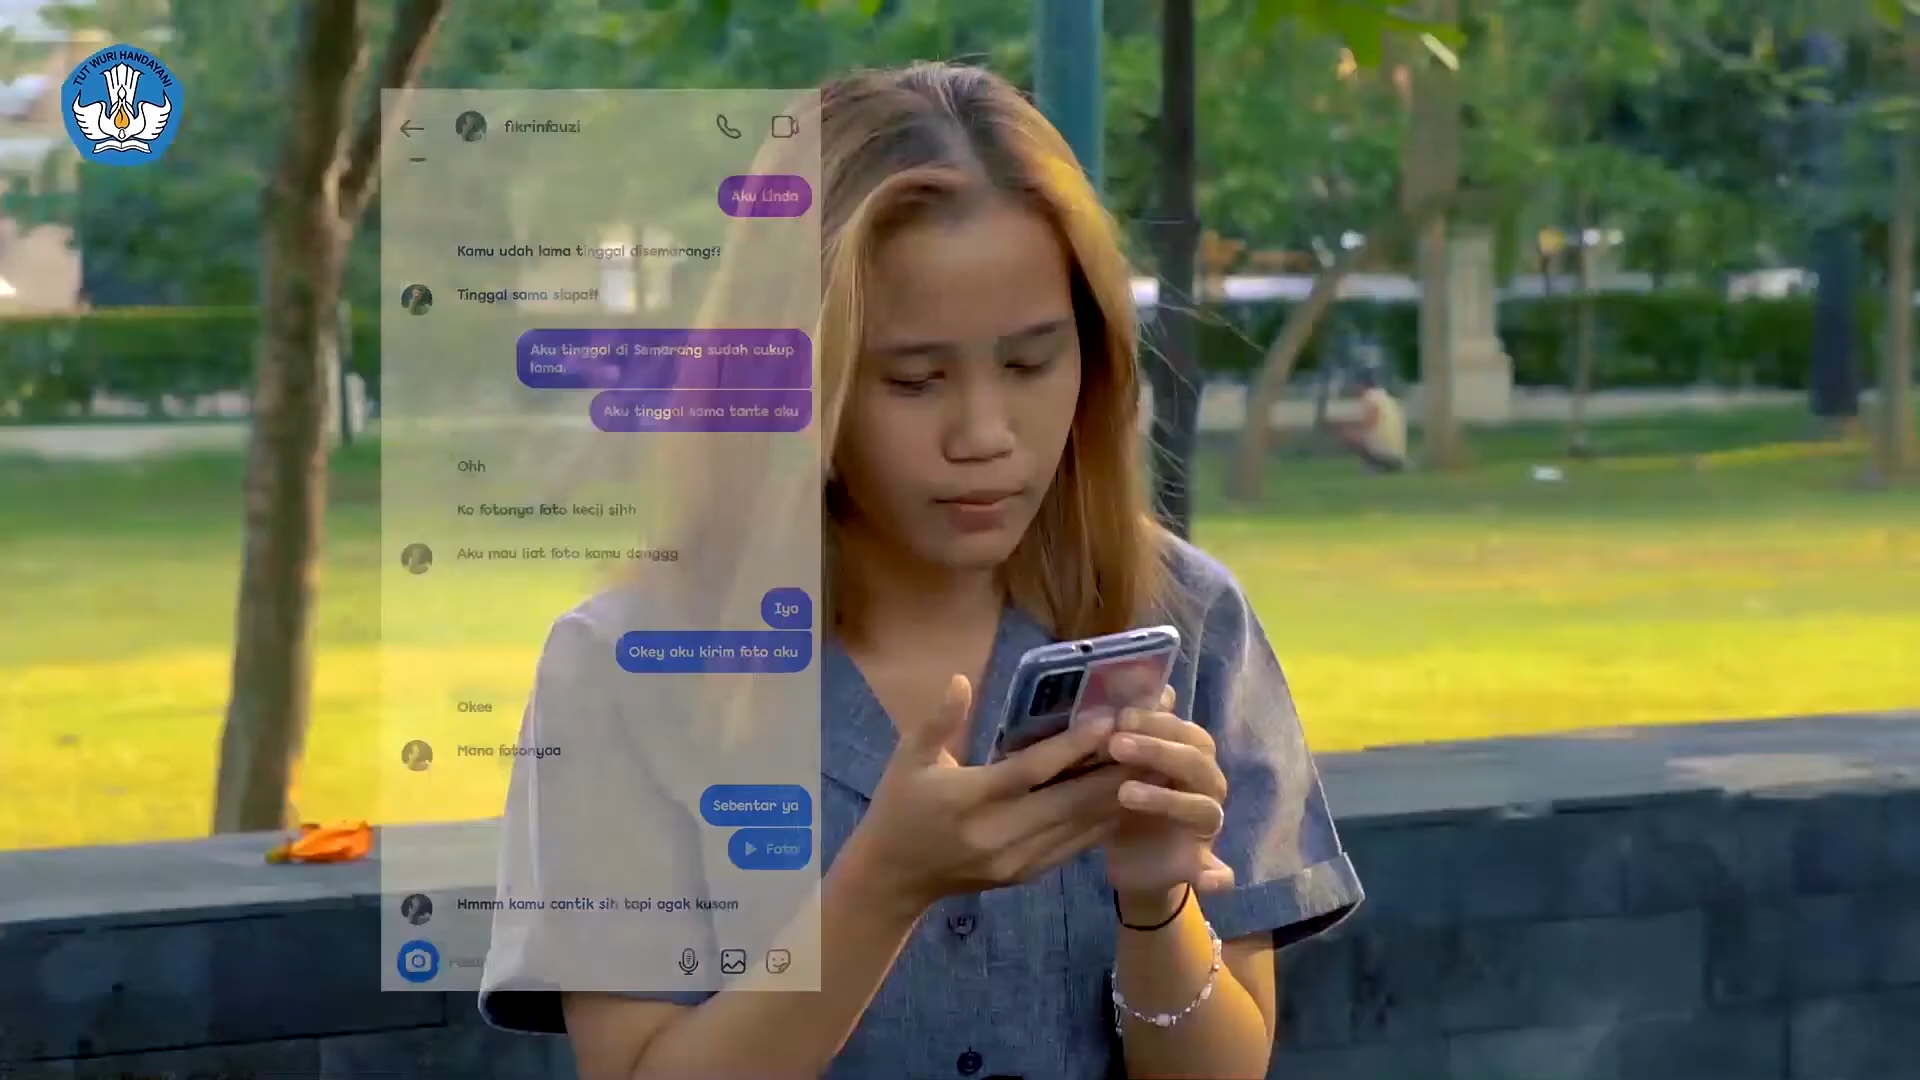 TUT WURI HANDAYANI
fikrinfauzi
Aku Linda
Kamu udah lama tinggal disemarang??
Tinggal sama siapa??
Aku tinggal di Semarang sudah cukup
lama.
Aku tinggal sama tante aku
Ohh
Ko fotonya foto kecil sihh
Aku mau liat foto kamu donggg
Iya
Okey aku kirim foto aku
Okee
Mana fotonyaa
Sebentar ya
Foto
Hmmm kamu cantik sih tapi agak kusam